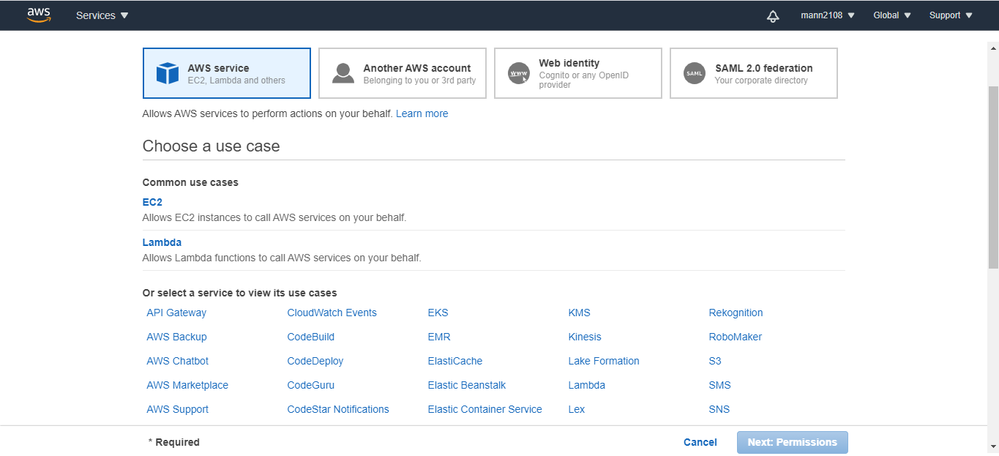 aws Services mann2108 Global Support
AWS service
EC2, Lambda and others
Another AWS account
Belonging to you or 3rd party
www
Web identity
Cognito or any OpenID
provider
SAML
SAML 2.0 federation
Your corporate directory
Allows AWS services to perform actions on your behalf. Learn more
Choose a use case
Common use cases
EC2
Allows EC2 instances to call AWS services on your behalf.
Lambda
Allows Lambda functions to call AWS services on your behalf.
Or select a service to view its use cases
API Gateway CloudWatch Events EKS KMS Rekognition
AWS Backup CodeBuild EMR Kinesis RoboMaker
AWS Chatbot CodeDeploy ElastiCache Lake Formation S3
AWS Marketplace CodeGuru Elastic Beanstalk Lambda SMS
AWS Support CodeStar Notifications Elastic Container Service Lex SNS
* Required Cancel Next: Permissions